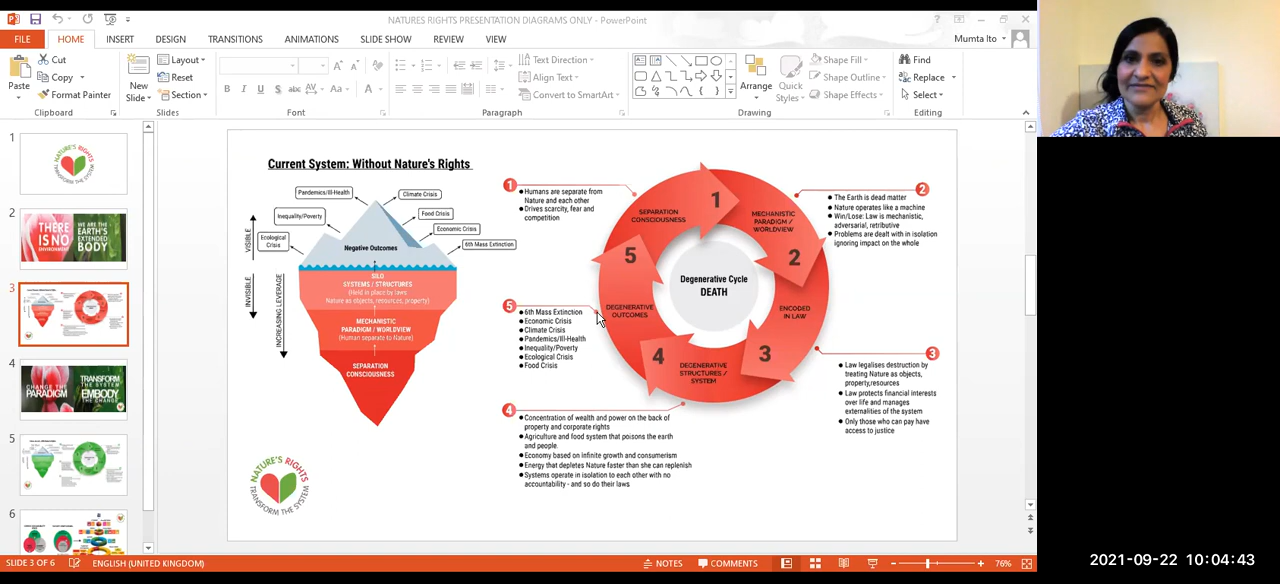 NATURES RIGHTS PRESENTATION DIAGRAMS ONLY - PowerPoint
FILE HOME INSERT DESIGN TRANSITIONS ANIMATIONS SLIDE SHOW REVIEW VIEW
Mumta Ito
Paste
Cut
Copy
Format Painter
Clipboard
New
Slide
Layout
Reset
Section
Slides
Font
Text Direction
Align Text
Convert to SmartArt
Paragraph
Arrange
Quick
Styles
Shape Fill
Shape Outline
Shape Effects
Drawing
Find
Replace
Select
Editing
1
NATURE'S RIGHTS
TRANSFORM THE SYSTEM
2
THERE
IS NO
ENVIRONMENT
WE ARE THE
EARTH'S
EXTENDED
BODY
3
4
CHANGE THE
PARADIGM
TRANSFORM
THE SYSTEM
EMBODY
THE CHANGE
5
6
Current System: Without Nature's Rights
Pandemics/Ill-Health
Climate Crisis
Inequality/Poverty
Food Crisis
Economic Crisis
Ecological
Crisis
6th Mass Extinction
Negative Outcomes
VISIBLE
INVISIBLE
INCREASING LEVERAGE
SILO
SYSTEMS / STRUCTURES
(Held in place by laws
Nature as objects, resources, property)
MECHANISTIC
PARADIGM / WORLDVIEW
(Human separate to Nature)
SEPARATION
CONSCIOUSNESS
NATURE'S RIGHTS
TRANSFORM THE SYSTEM
1
Humans are separate from
Nature and each other
Drives scarcity, fear and
competition
2
The Earth is dead matter
Nature operates like a machine
Win/Lose: Law is mechanistic,
adversarial, retributive
Problems are dealt with in isolation
ignoring impact on the whole
1
SEPARATION
CONSCIOUSNESS
MECHANISTIC
PARADIGM /
WORLDVIEW
2
ENCODED
IN LAW
3
DEGENERATIVE
STRUCTURES /
SYSTEM
4
DEGENERATIVE
OUTCOMES
5
Degenerative Cycle
DEATH
5
6th Mass Extinction
Economic Crisis
Climate Crisis
Pandemics/Ill-Health
Inequality/Poverty
Ecological Crisis
Food Crisis
3
Law legalises destruction by
treating Nature as objects,
property,resources
Law protects financial interests
over life and manages
externalities of the system
Only those who can pay have
access to justice
4
Concentration of wealth and power on the back of
property and corporate rights
Agriculture and food system that poisons the earth
and people.
Economy based on infinite growth and consumerism
Energy that depletes Nature faster than she can replenish
Systems operate in isolation to each other with no
accountability - and so do their laws
SLIDE 3 OF 6
ENGLISH (UNITED KINGDOM)
NOTES
COMMENTS
76%
2021-09-22 10:04:43